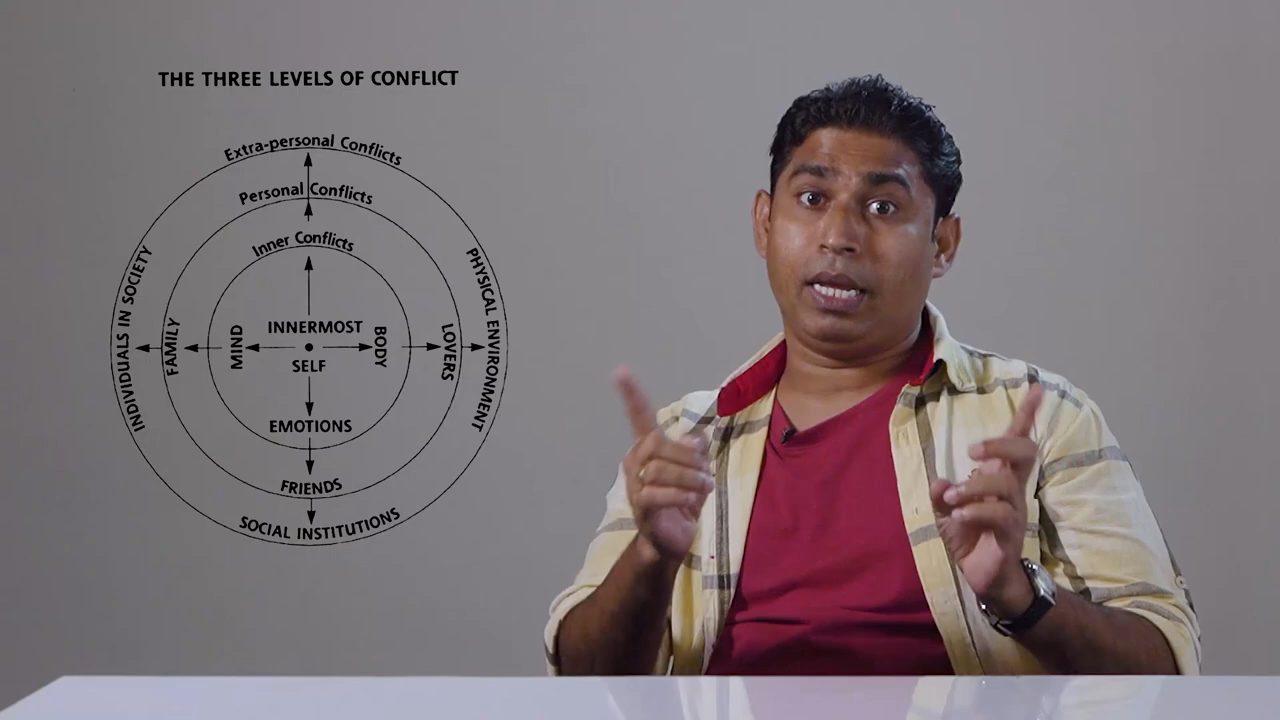 THE THREE LEVELS OF CONFLICT
Extra-personal Conflicts
Personal Conflicts
Inner Conflicts
INDIVIDUALS IN SOCIETY
FAMILY
MIND
INNERMOST
SELF
BODY
LOVERS
PHYSICAL ENVIRONMENT
EMOTIONS
FRIENDS
SOCIAL INSTITUTIONS